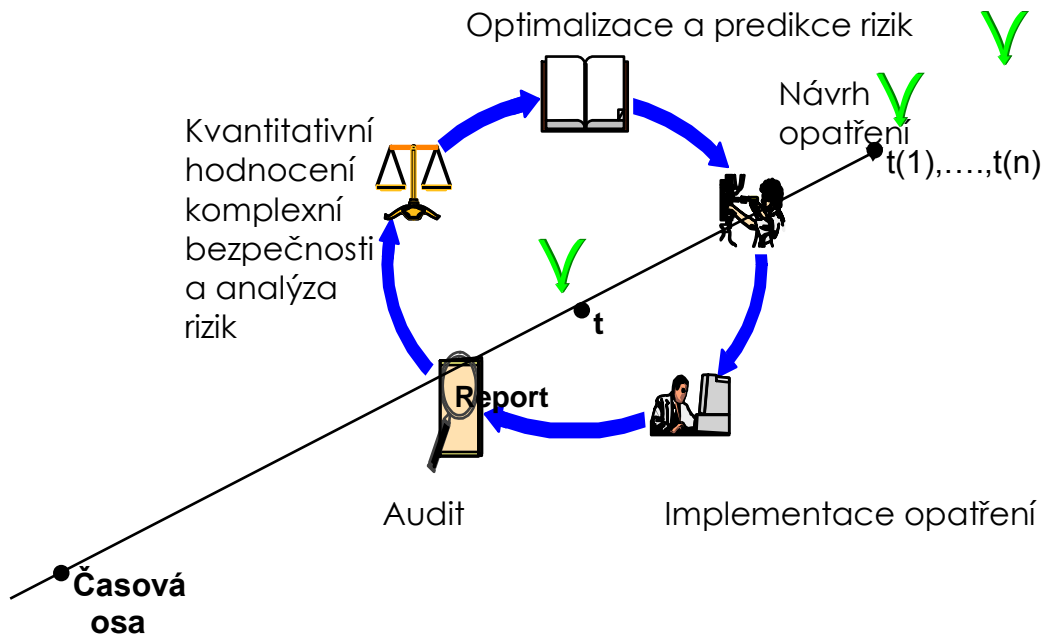 Optimalizace a predikce rizik
Návrh
opatření
t(1),....,t(n)
Kvantitativní
hodnocení
komplexní
bezpečnosti
a analýza
rizik
t
Report
Audit
Implementace opatření
Časová
osa